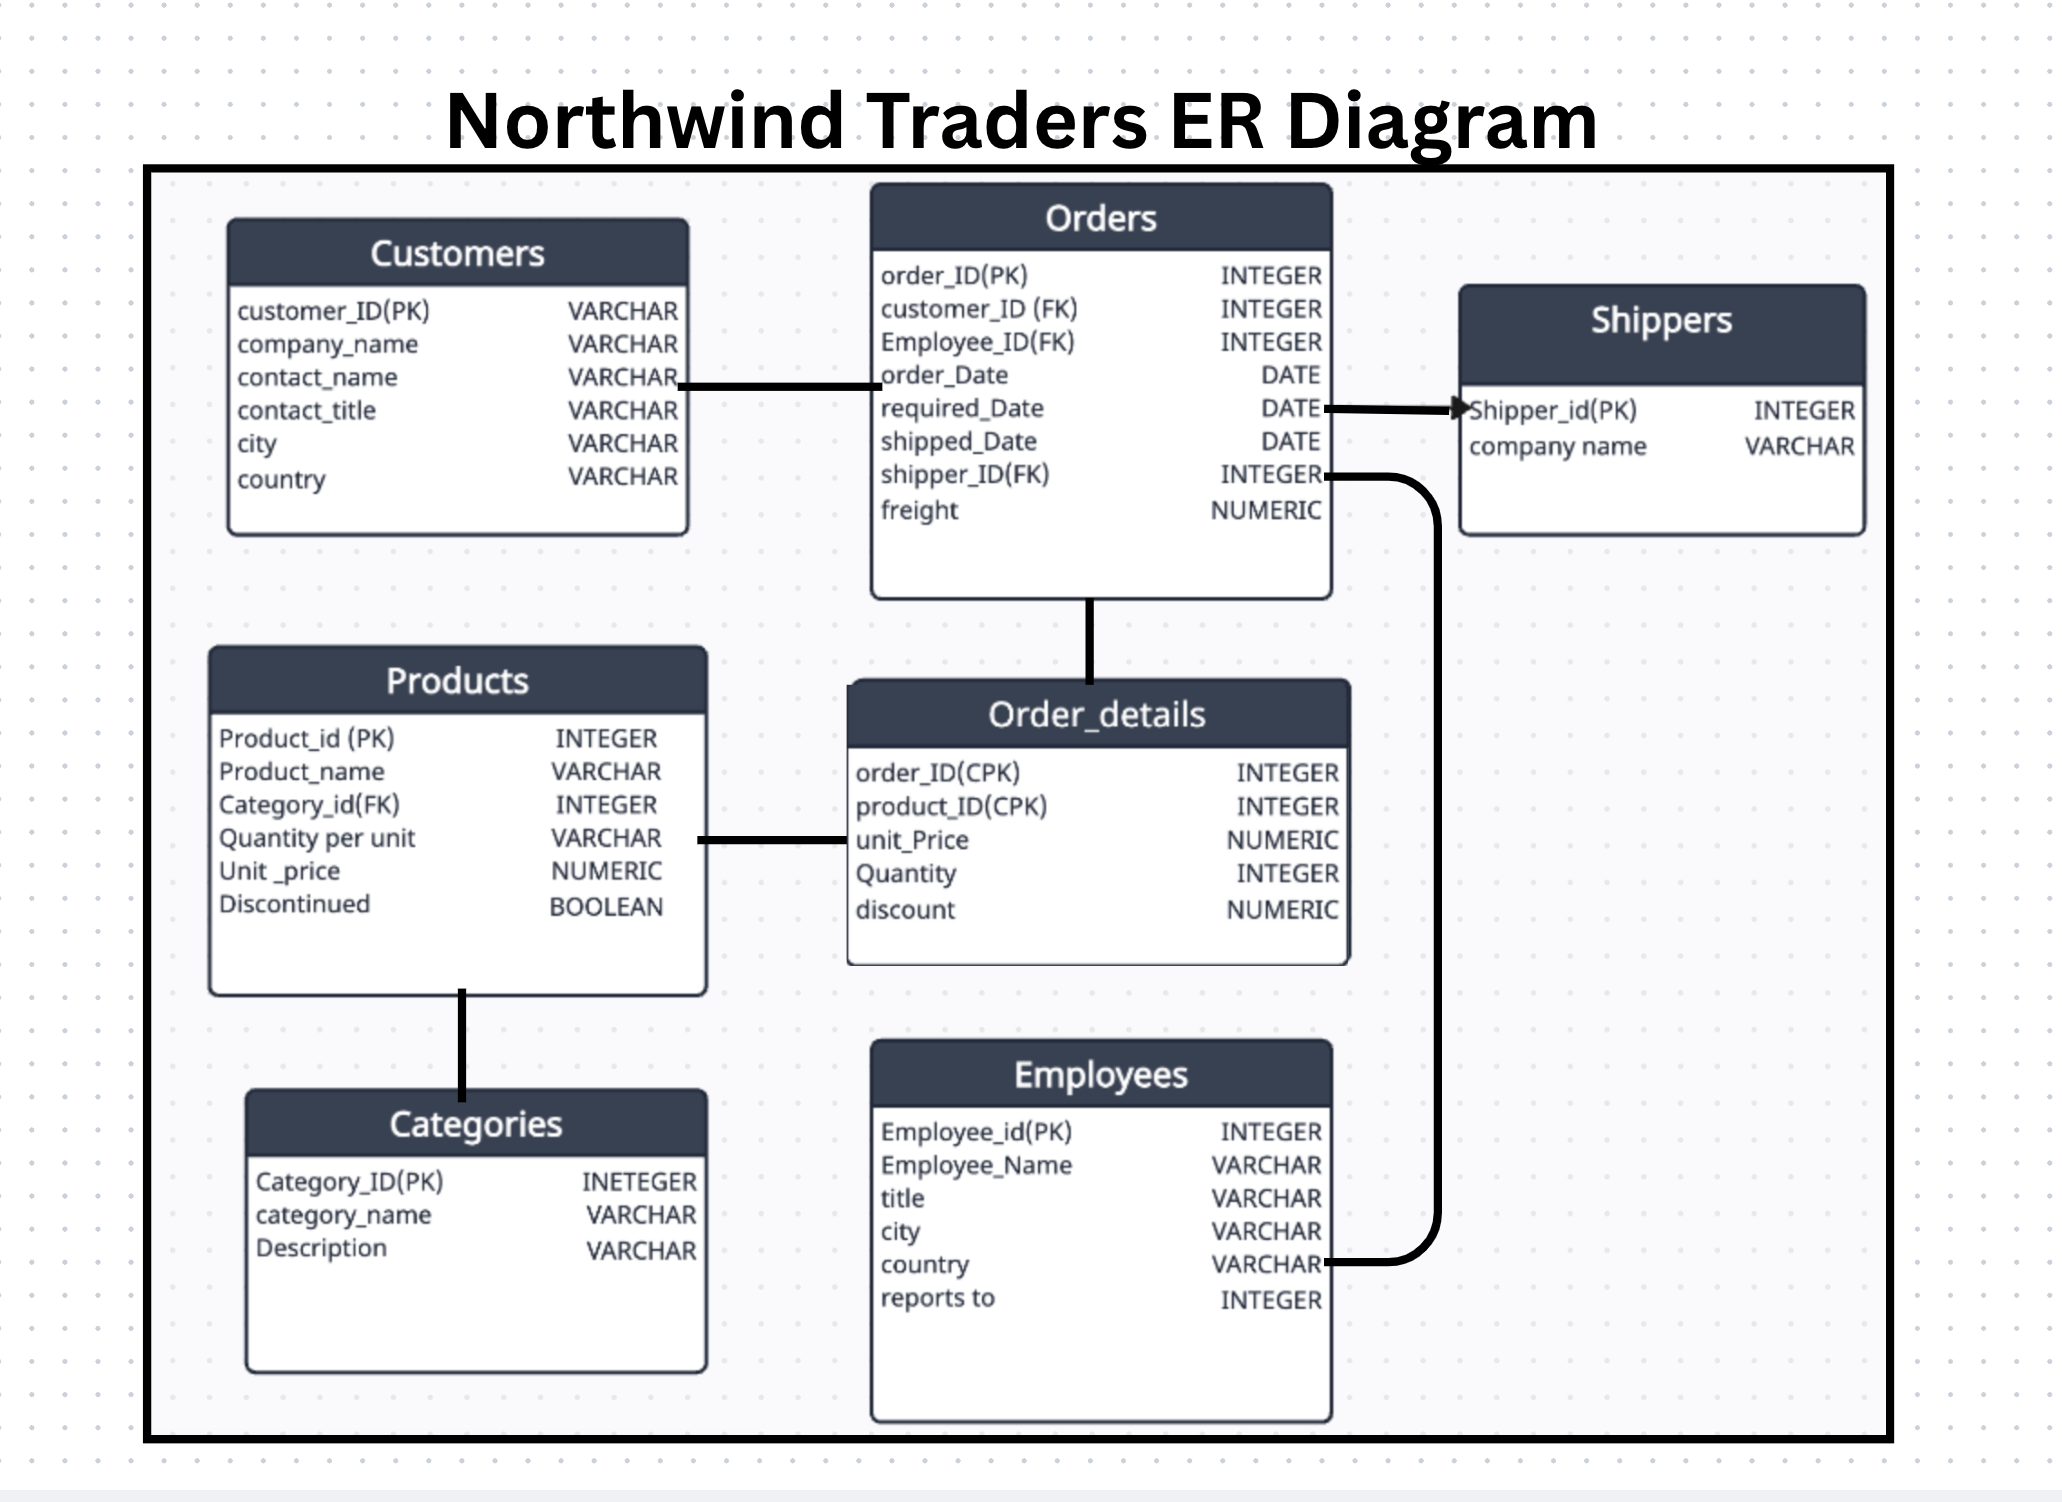 Northwind Traders ER Diagram
Customers
customer_ID(PK) VARCHAR
company_name VARCHAR
contact_name VARCHAR
contact_title VARCHAR
city VARCHAR
country VARCHAR
Orders
order_ID(PK) INTEGER
customer_ID (FK) INTEGER
Employee_ID(FK) INTEGER
order_Date DATE
required_Date DATE
shipped_Date DATE
shipper_ID(FK) INTEGER
freight NUMERIC
Shippers
Shipper_id(PK) INTEGER
company name VARCHAR
Products
Product_id (PK) INTEGER
Product_name VARCHAR
Category_id(FK) INTEGER
Quantity per unit VARCHAR
Unit _price NUMERIC
Discontinued BOOLEAN
Order_details
order_ID(CPK) INTEGER
product_ID(CPK) INTEGER
unit_Price NUMERIC
Quantity INTEGER
discount NUMERIC
Categories
Category_ID(PK) INETEGER
category_name VARCHAR
Description VARCHAR
Employees
Employee_id(PK) INTEGER
Employee_Name VARCHAR
title VARCHAR
city VARCHAR
country VARCHAR
reports to INTEGER